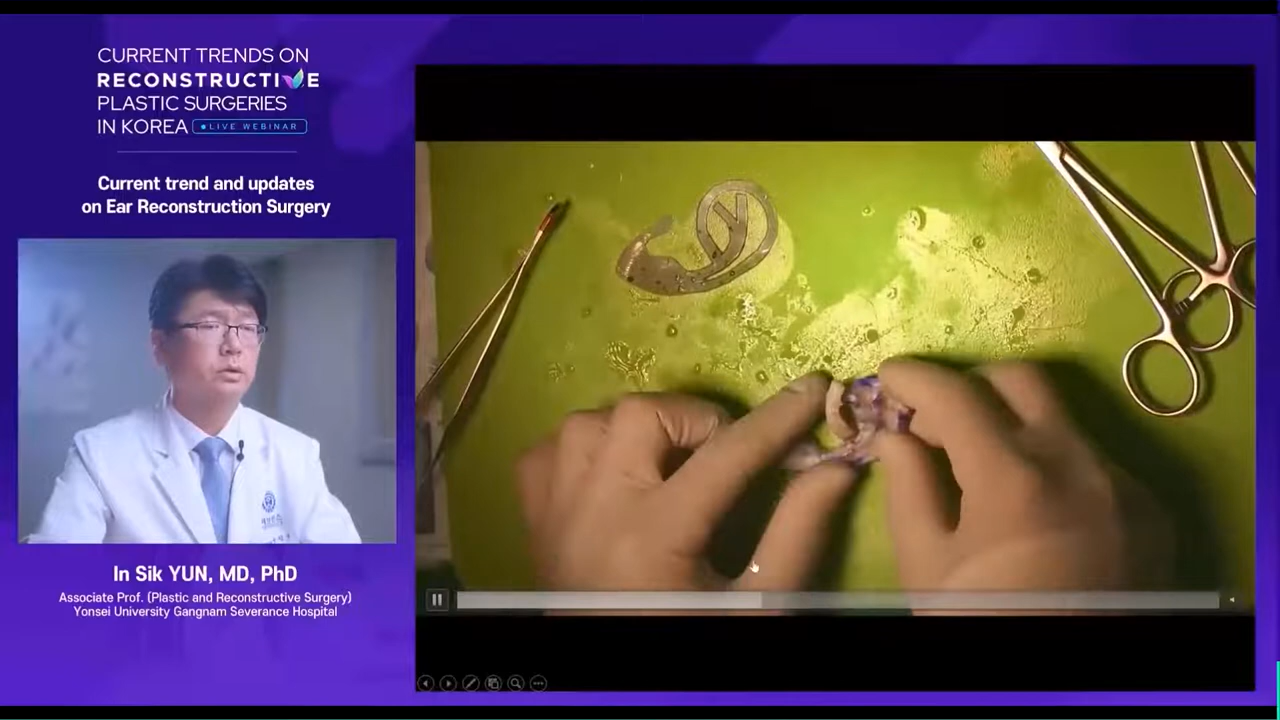 CURRENT TRENDS ON
RECONSTRUCTIVE
PLASTIC SURGERIES
IN KOREA LIVE WEBINAR
Current trend and updates
on Ear Reconstruction Surgery
In Sik YUN, MD, PhD
Associate Prof. (Plastic and Reconstructive Surgery)
Yonsei University Gangnam Severance Hospital